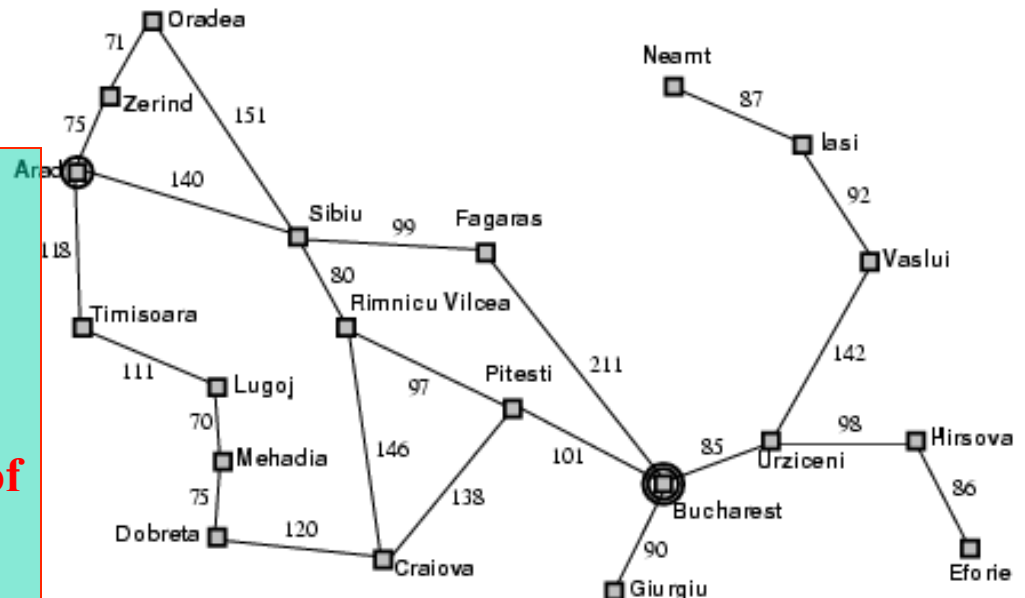 Oradea
71
Neamt
Zerind
87
75
151
Iasi
Arad
140
92
Sibiu
Fagaras
99
118
80
Vaslui
Timisoara
Rimnicu Vilcea
142
111
211
Lugoj
97
Pitesti
70
98
Hirsova
146
85
Mehadia
101
Urziceni
of
75
138
86
Dobreta
120
Bucharest
90
Craiova
Eforie
Giurgiu